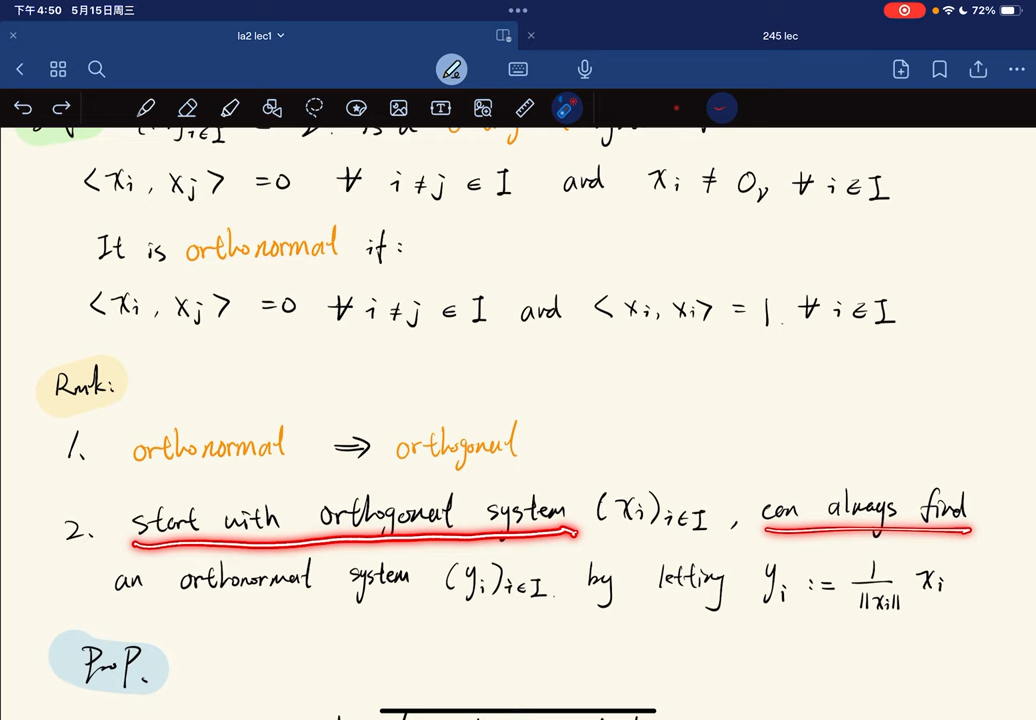 下午4:50 5月15日周三
72%
la2 lec1
245 lec
<xi, xj> =0 ∀ i≠j ∈ I and xi ≠ 0v ∀ i∈I
It is orthonormal if:
<xi, xj> =0 ∀ i≠j ∈ I and <xi, xi> = 1. ∀ i∈I
Rmk:
1. orthonormal ⟹ orthogonal
2. start with orthogonal system (xi)i∈I, can always find
an orthonormal system (yi)i∈I. by letting yi := 1/||xi|| xi
Prop.